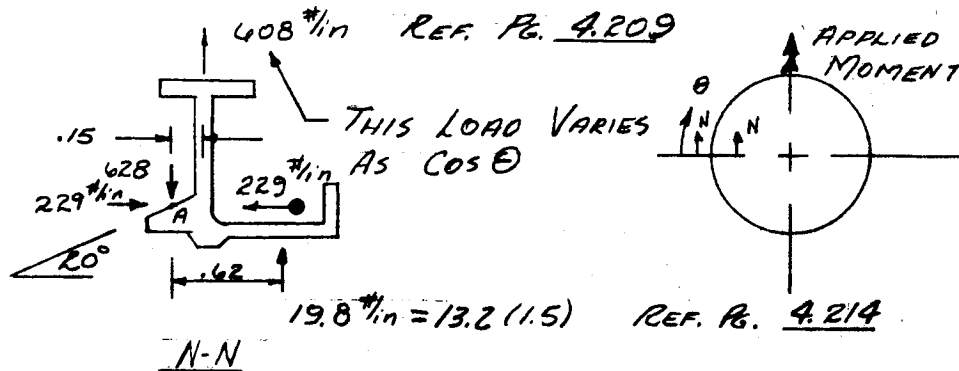 608 #/in REF. PG. 4.209
APPLIED
MOMENT
θ
N N
THIS LOAD VARIES
AS COS Θ
.15
628
229 #/in
229 #/in
A
20°
.62
19.8 #/in = 13.2 (1.5) REF. PG. 4.214
N-N